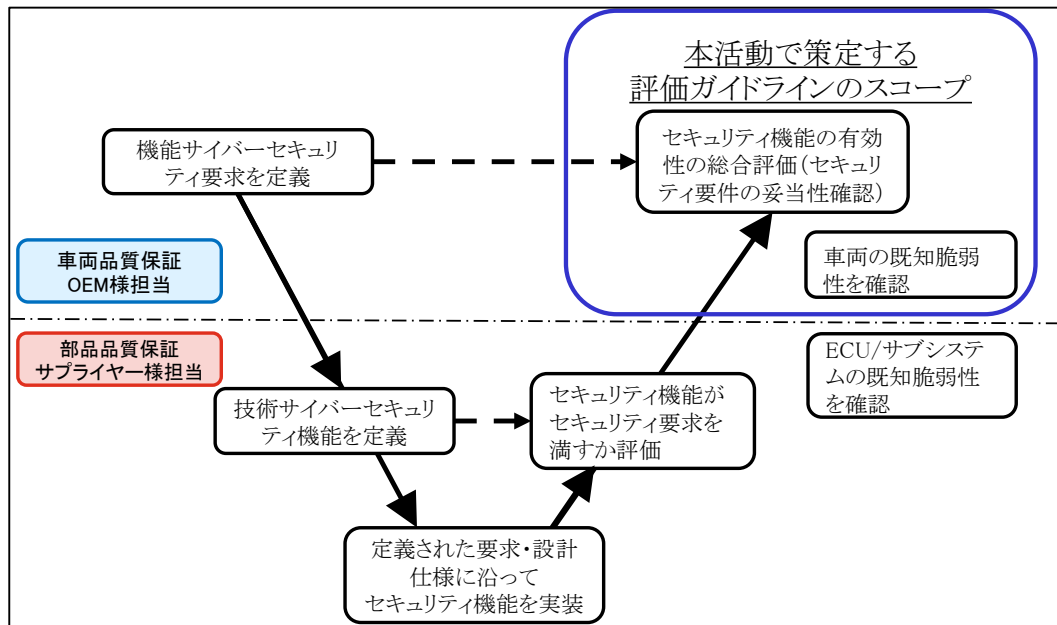 本活動で策定する
評価ガイドラインのスコープ
機能サイバーセキュリ
ティ要求を定義
セキュリティ機能の有効
性の総合評価(セキュリ
ティ要件の妥当性確認)
車両品質保証
OEM様担当
車両の既知脆弱
性を確認
部品品質保証
サプライヤー様担当
ECU/サブシステ
ムの既知脆弱性
を確認
技術サイバーセキュリ
ティ機能を定義
セキュリティ機能が
セキュリティ要求を
満すか評価
定義された要求・設計
仕様に沿って
セキュリティ機能を実装